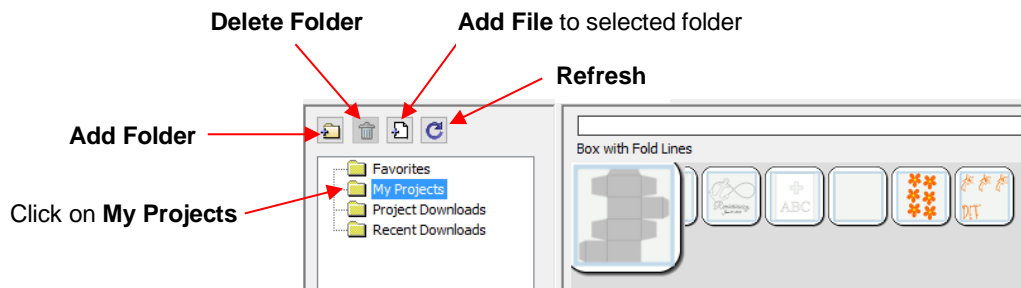 Delete Folder
Add File to selected folder
Refresh
Add Folder
Box with Fold Lines
Favorites
My Projects
Click on My Projects
Project Downloads
Recent Downloads
ABC